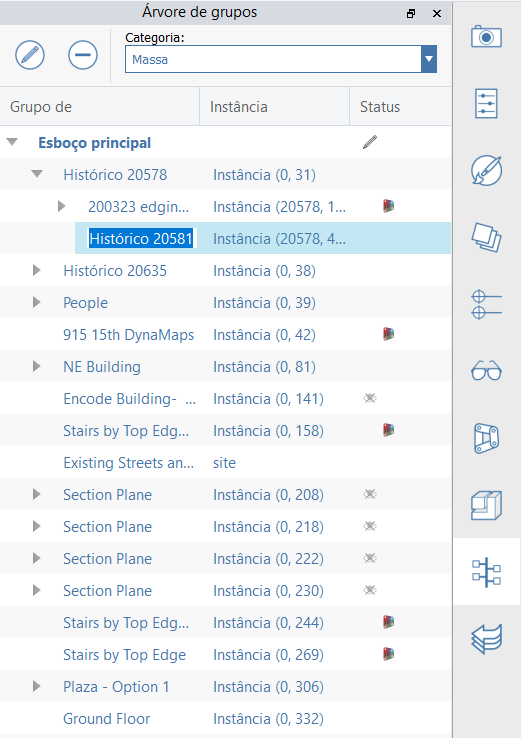 Árvore de grupos
Categoria:
Massa
Grupo de Instância Status
Esboço principal
Histórico 20578 Instância (0, 31)
200323 edgin... Instância (20578, 1...
Histórico 20581 Instância (20578, 4...
Histórico 20635 Instância (0, 38)
People Instância (0, 39)
915 15th DynaMaps Instância (0, 42)
NE Building Instância (0, 81)
Encode Building- ... Instância (0, 141)
Stairs by Top Edg... Instância (0, 158)
Existing Streets an... site
Section Plane Instância (0, 208)
Section Plane Instância (0, 218)
Section Plane Instância (0, 222)
Section Plane Instância (0, 230)
Stairs by Top Edg... Instância (0, 244)
Stairs by Top Edge Instância (0, 269)
Plaza - Option 1 Instância (0, 306)
Ground Floor Instância (0, 332)